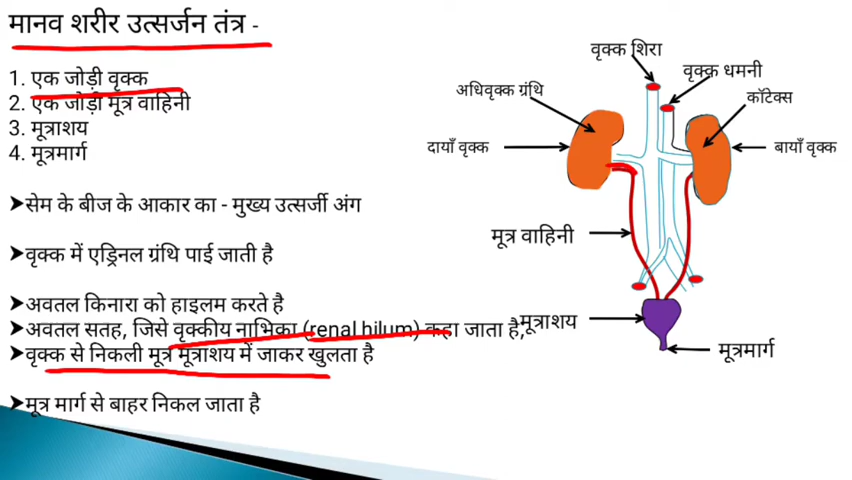 मानव शरीर उत्सर्जन तंत्र -
1. एक जोड़ी वृक्क
2. एक जोड़ी मूत्र वाहिनी
3. मूत्राशय
4. मूत्रमार्ग
➤सेम के बीज के आकार का - मुख्य उत्सर्जी अंग
➤वृक्क में एड्रिनल ग्रंथि पाई जाती है
➤अवतल किनारा को हाइलम करते है
➤अवतल सतह, जिसे वृक्कीय नाभिका (renal hilum) कहा जाता है,
➤वृक्क से निकली मूत्र मूत्राशय में जाकर खुलता है
➤मूत्र मार्ग से बाहर निकल जाता है
वृक्क शिरा
वृक्क धमनी
अधिवृक्क ग्रंथि
कॉटेक्स
दायाँ वृक्क
बायाँ वृक्क
मूत्र वाहिनी
मूत्राशय
मूत्रमार्ग